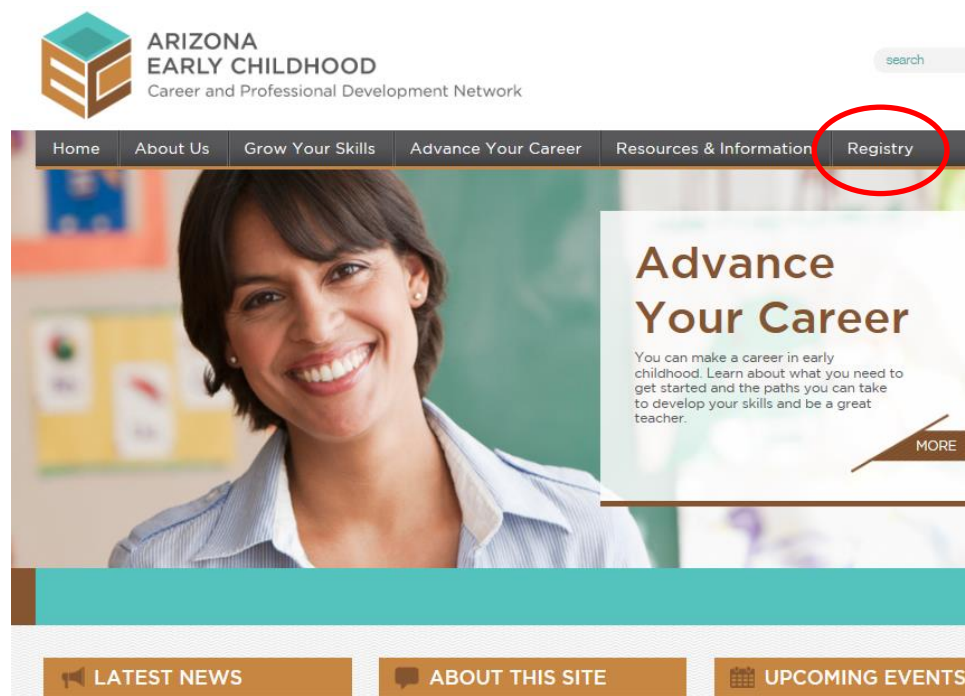 ARIZONA
EARLY CHILDHOOD
Career and Professional Development Network
search
Home About Us Grow Your Skills Advance Your Career Resources & Information Registry
Advance
Your Career
You can make a career in early
childhood. Learn about what you need to
get started and the paths you can take
to develop your skills and be a great
teacher.
MORE
LATEST NEWS
ABOUT THIS SITE
UPCOMING EVENTS